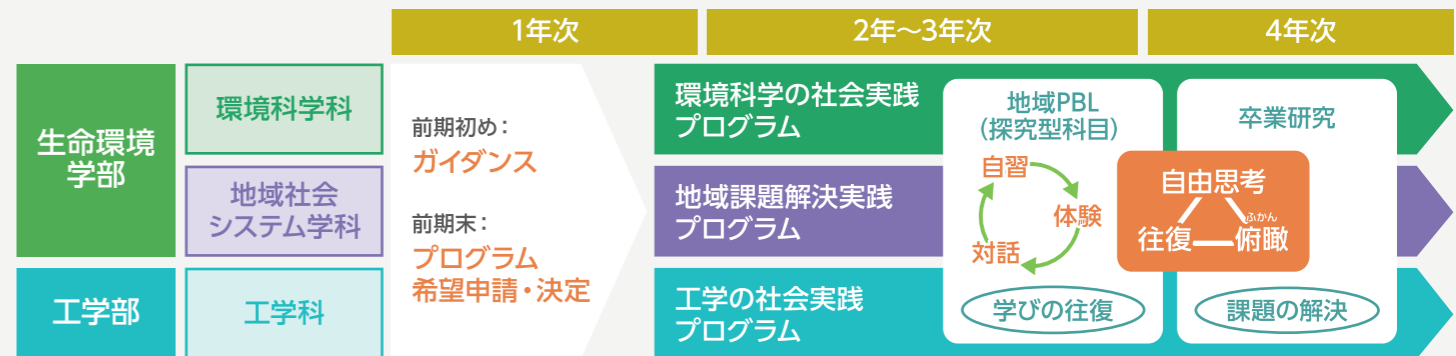 1年次
2年〜3年次
4年次
生命環境
学部
環境科学科
地域社会
システム学科
工学部
工学科
前期初め：
ガイダンス
前期末：
プログラム
希望申請・決定
環境科学の社会実践
プログラム
地域課題解決実践
プログラム
工学の社会実践
プログラム
地域PBL
(探究型科目)
自習
体験
対話
学びの往復
卒業研究
自由思考
ふかん
往復
俯瞰
課題の解決